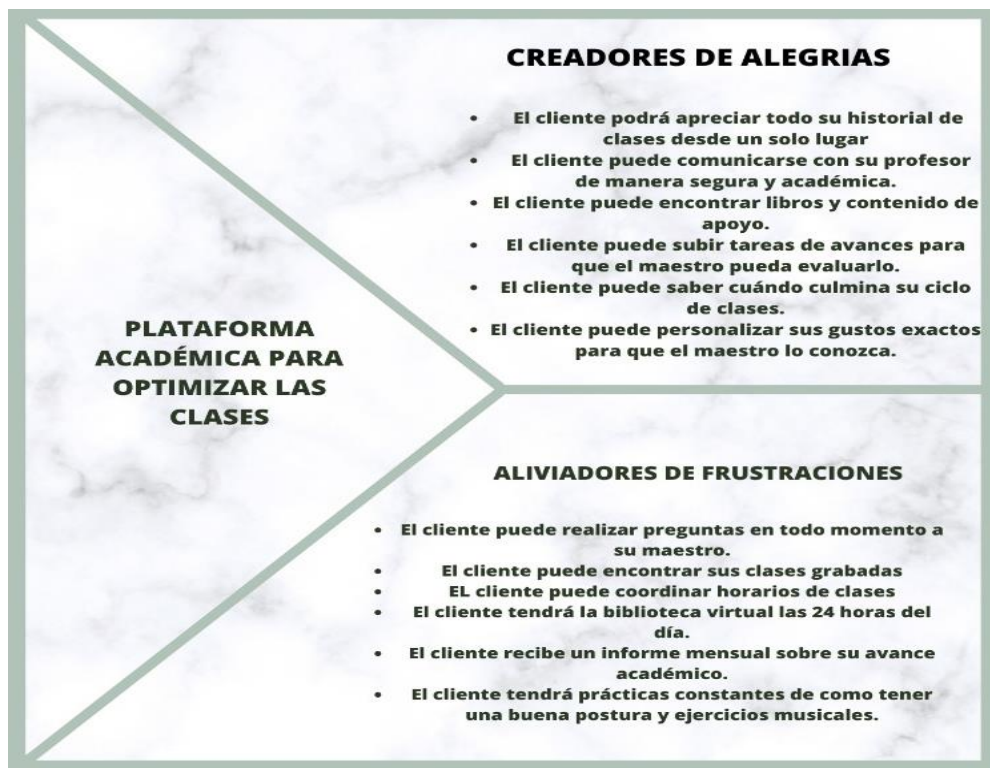 CREADORES DE ALEGRIAS
• El cliente podrá apreciar todo su historial de
clases desde un solo lugar
• El cliente puede comunicarse con su profesor
de manera segura y académica.
• El cliente puede encontrar libros y contenido de
apoyo.
• El cliente puede subir tareas de avances para
que el maestro pueda evaluarlo.
• El cliente puede saber cuándo culmina su ciclo
de clases.
• El cliente puede personalizar sus gustos exactos
para que el maestro lo conozca.
PLATAFORMA
ACADÉMICA PARA
OPTIMIZAR LAS
CLASES
ALIVIADORES DE FRUSTRACIONES
• El cliente puede realizar preguntas en todo momento a
su maestro.
• El cliente puede encontrar sus clases grabadas
• EL cliente puede coordinar horarios de clases
• El cliente tendrá la biblioteca virtual las 24 horas del
día.
• El cliente recibe un informe mensual sobre su avance
académico.
• El cliente tendrá prácticas constantes de como tener
una buena postura y ejercicios musicales.